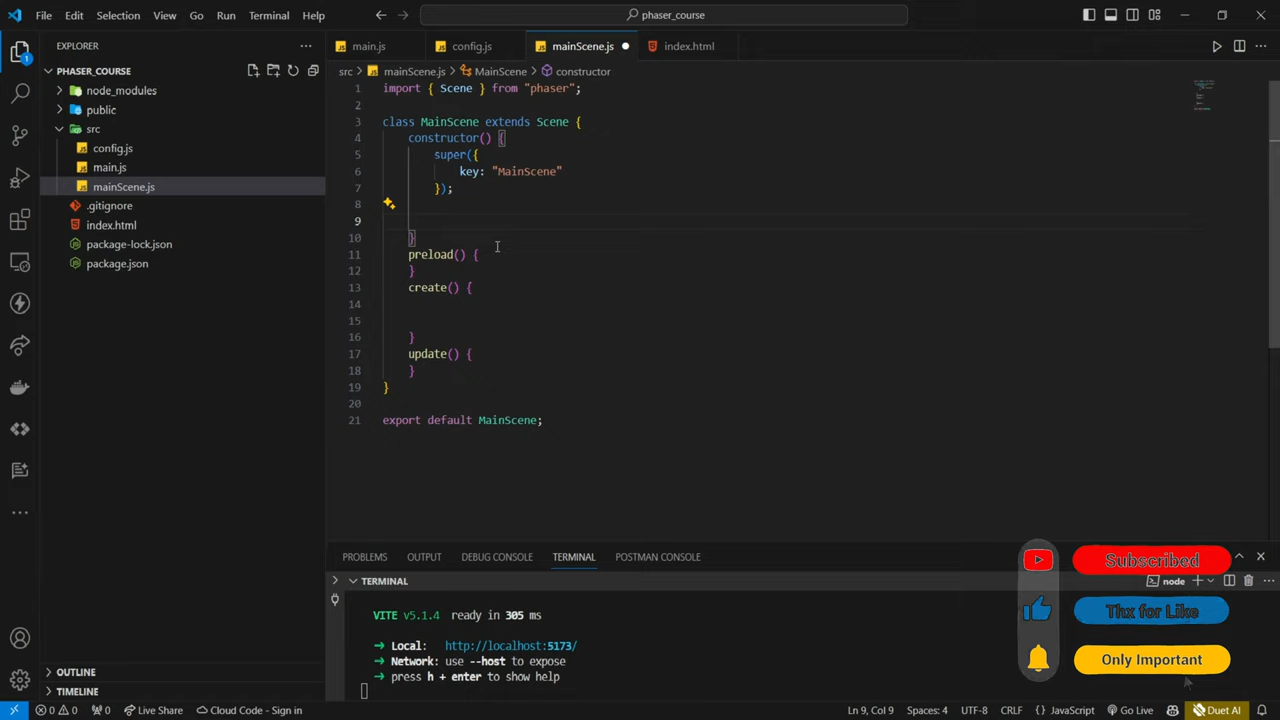 File Edit Selection View Go Run Terminal Help
phaser_course
EXPLORER
main.js
config.js
mainScene.js
index.html
PHASER_COURSE
node_modules
public
src
config.js
main.js
mainScene.js
.gitignore
index.html
package-lock.json
package.json
1
src > mainScene.js > MainScene > constructor
1 import { Scene } from "phaser";
2
3 class MainScene extends Scene {
4 constructor() {
5 super({
6 key: "MainScene"
7 });
8
9
10 }
11 preload() {
12 }
13 create() {
14
15
16 }
17 update() {
18 }
19 }
20
21 export default MainScene;
PROBLEMS OUTPUT DEBUG CONSOLE TERMINAL POSTMAN CONSOLE
TERMINAL
node
VITE v5.1.4 ready in 305 ms
➜ Local: http://localhost:5173/
➜ Network: use --host to expose
➜ press h + enter to show help
Subscribed
Thx for Like
Only Important
OUTLINE
TIMELINE
0 0 0 Live Share Cloud Code - Sign in
Ln 9, Col 9 Spaces: 4 UTF-8 CRLF {} JavaScript Go Live Duet AI